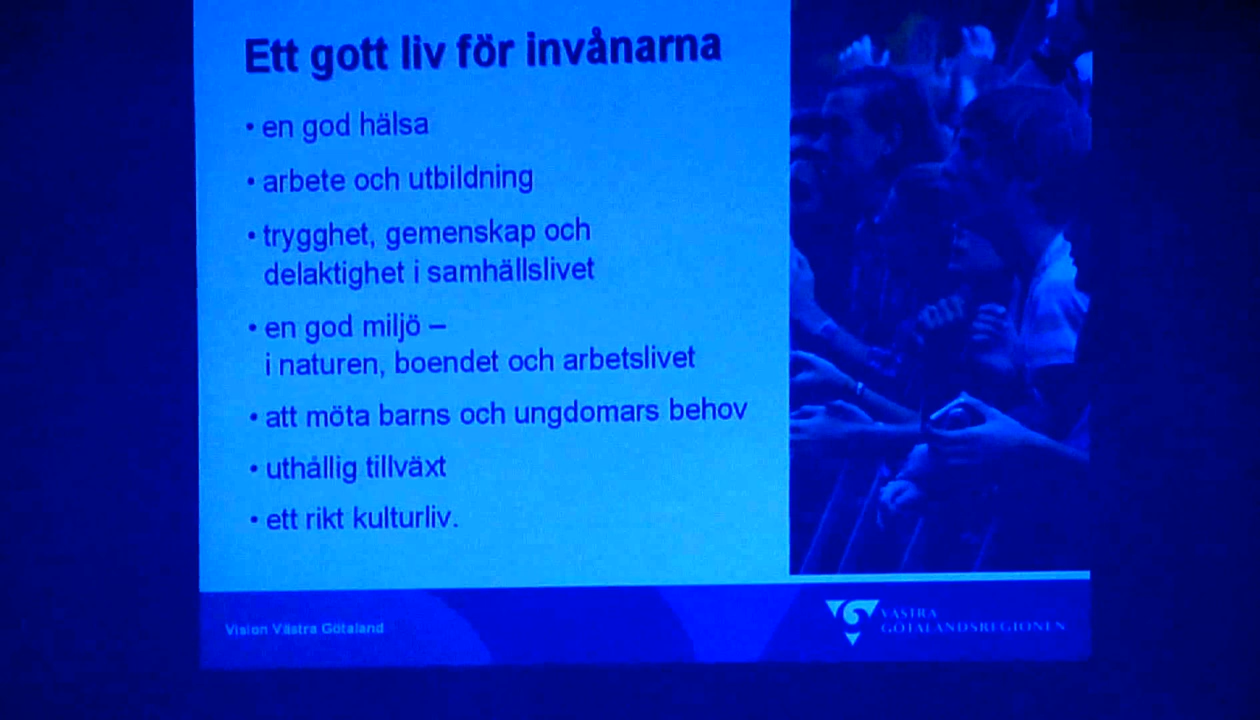 Ett gott liv för invånarna
• en god hälsa
• arbete och utbildning
• trygghet, gemenskap och
delaktighet i samhällslivet
• en god miljö –
i naturen, boendet och arbetslivet
• att möta barns och ungdomars behov
• uthållig tillväxt
• ett rikt kulturliv.
Vision Västra Götaland
VÄSTRA
GÖTALANDSREGIONEN